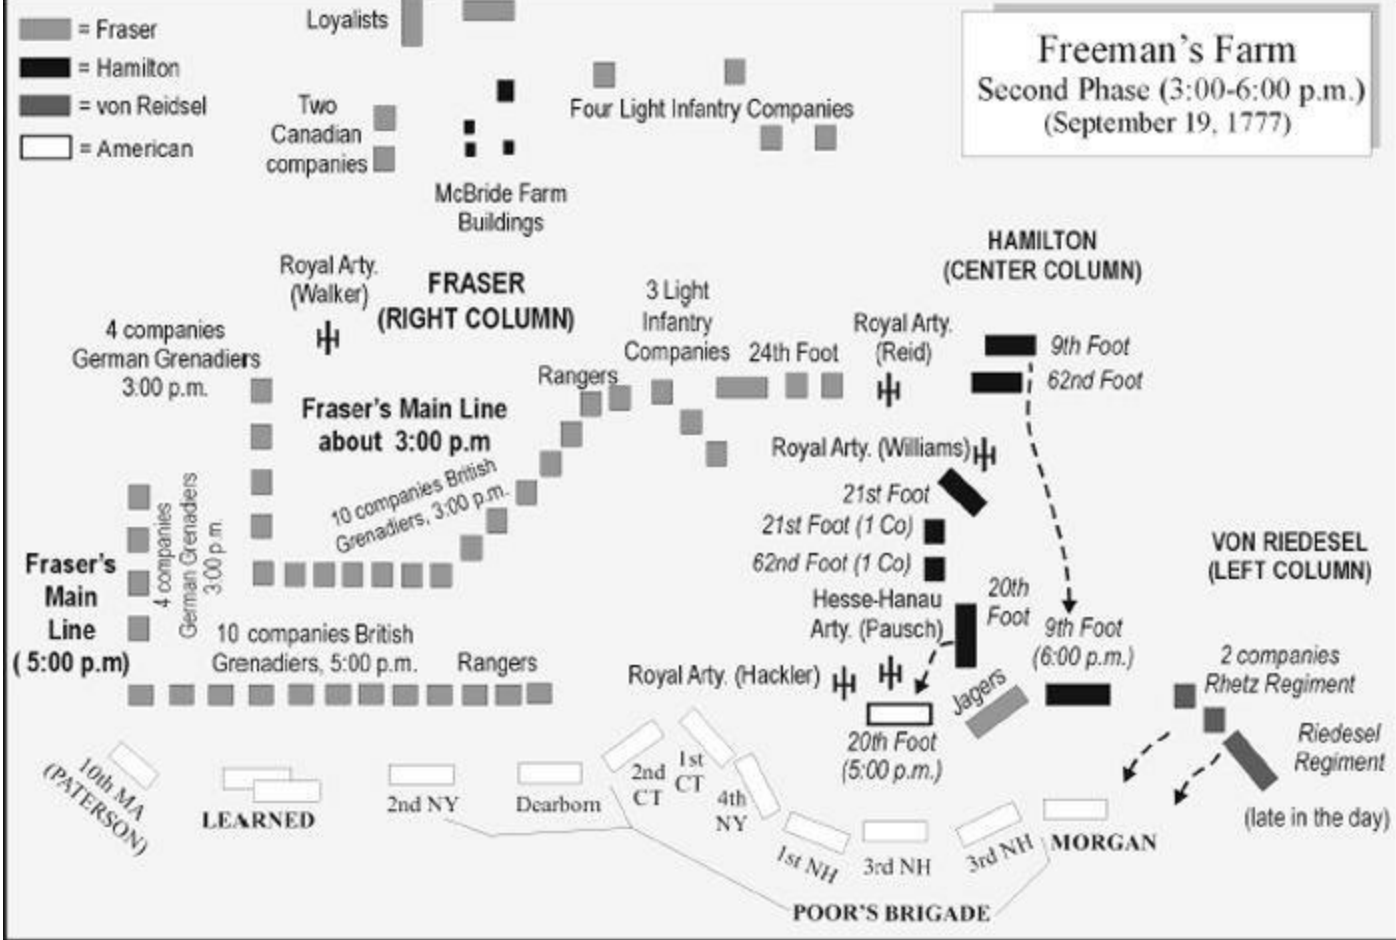 = Fraser
= Hamilton
= von Reidsel
= American
Loyalists
Two
Canadian
companies
McBride Farm
Buildings
Four Light Infantry Companies
Freeman's Farm
Second Phase (3:00-6:00 p.m.)
(September 19, 1777)
HAMILTON
(CENTER COLUMN)
Royal Arty.
(Walker)
FRASER
(RIGHT COLUMN)
3 Light
Infantry
Companies
24th Foot
Royal Arty.
(Reid)
9th Foot
62nd Foot
4 companies
German Grenadiers
3:00 p.m.
Rangers
Fraser's Main Line
about 3:00 p.m
10 companies British
Grenadiers, 3:00 p.m.
Royal Arty. (Williams)
21st Foot
21st Foot (1 Co)
62nd Foot (1 Co)
Hesse-Hanau
Arty. (Pausch)
20th
Foot
9th Foot
(6:00 p.m.)
VON RIEDESEL
(LEFT COLUMN)
Fraser's
Main
Line
( 5:00 p.m)
4 companies
German Grenadiers
3:00 p.m.
10 companies British
Grenadiers, 5:00 p.m.
Rangers
Royal Arty. (Hackler)
Jagers
2 companies
Rhetz Regiment
Riedesel
Regiment
(late in the day)
20th Foot
(5:00 p.m.)
10th MA
(PATERSON)
LEARNED
2nd NY
Dearborn
2nd
CT
1st
CT
4th
NY
1st NH
3rd NH
3rd NH
MORGAN
POOR'S BRIGADE